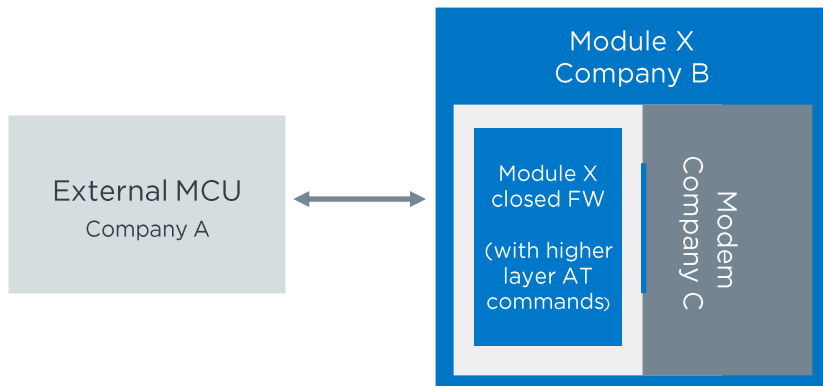 Module X
Company B
External MCU
Company A
Module X
closed FW
(with higher
layer AT
commands)
Modem
Company C